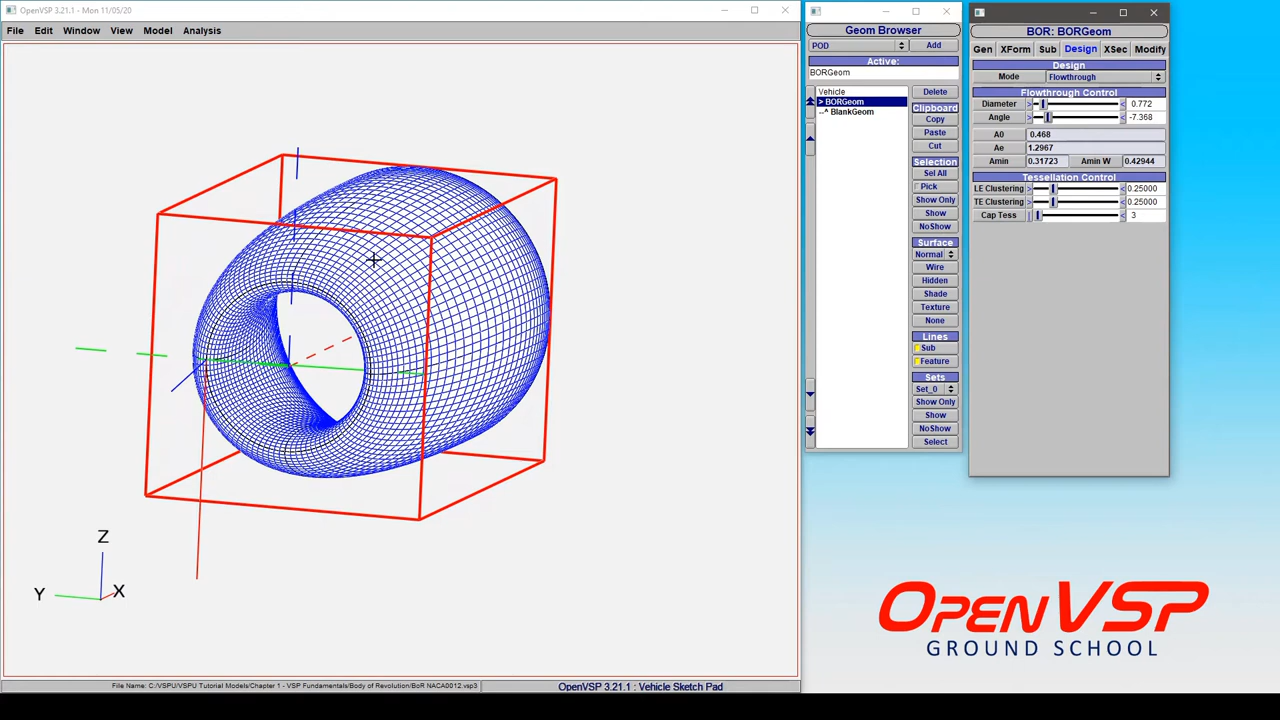 OpenVSP 3.21.1 - Mon 11/05/20
File Edit Window View Model Analysis
Z
Y
X
File Name: C:/VSPU/VSPU Tutorial Models/Chapter 1 - VSP Fundamentals/Body of Revolution/BoR NACA0012.vsp3
OpenVSP 3.21.1 : Vehicle Sketch Pad
Geom Browser
POD Add
Active:
BORGeom
Vehicle
> BORGeom
--^ BlankGeom
Delete
Clipboard
Copy
Paste
Cut
Selection
Sel All
Pick
Show Only
Show
NoShow
Surface
Normal
Wire
Hidden
Shade
Texture
None
Lines
Sub
Feature
Sets
Set_0
Show Only
Show
NoShow
Select
BOR: BORGeom
Gen XForm Sub Design XSec Modify
Design
Mode Flowthrough
Flowthrough Control
Diameter > < 0.772
Angle > < -7.368
A0 0.468
Ae 1.2967
Amin 0.31723 Amin W 0.42944
Tessellation Control
LE Clustering > < 0.25000
TE Clustering > < 0.25000
Cap Tess | < 3
OpenVSP
GROUND SCHOOL